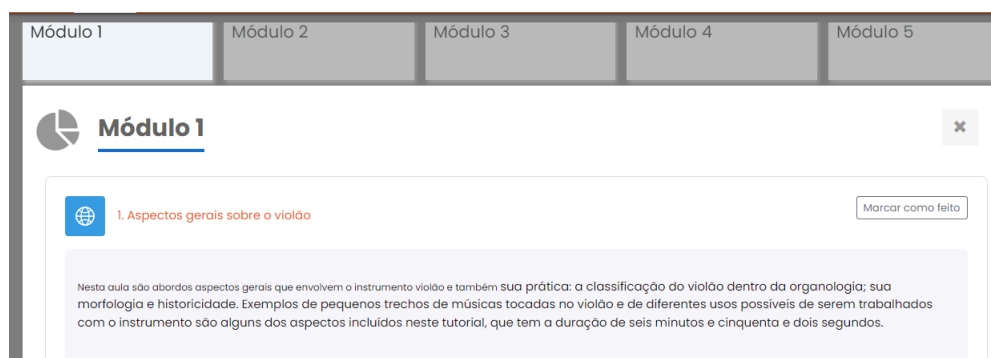 Módulo 1 Módulo 2 Módulo 3 Módulo 4 Módulo 5
Módulo 1
1. Aspectos gerais sobre o violão
Marcar como feito
Nesta aula são abordos aspectos gerais que envolvem o instrumento violão e também sua prática: a classificação do violão dentro da organologia; sua
morfologia e historicidade. Exemplos de pequenos trechos de músicas tocadas no violão e de diferentes usos possíveis de serem trabalhados
com o instrumento são alguns dos aspectos incluídos neste tutorial, que tem a duração de seis minutos e cinquenta e dois segundos.